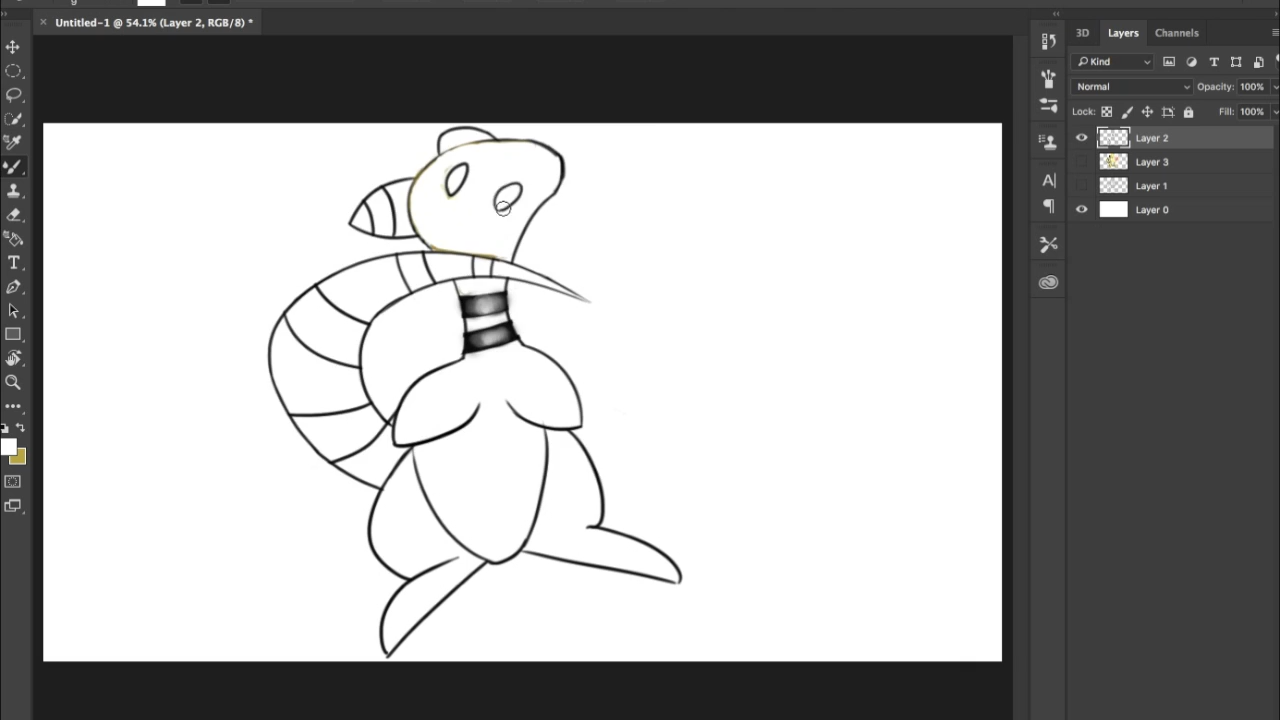 Untitled-1 @ 54.1% (Layer 2, RGB/8) *
3D Layers Channels
Kind
Normal Opacity: 100%
Lock: Fill: 100%
Layer 2
Layer 3
Layer 1
Layer 0